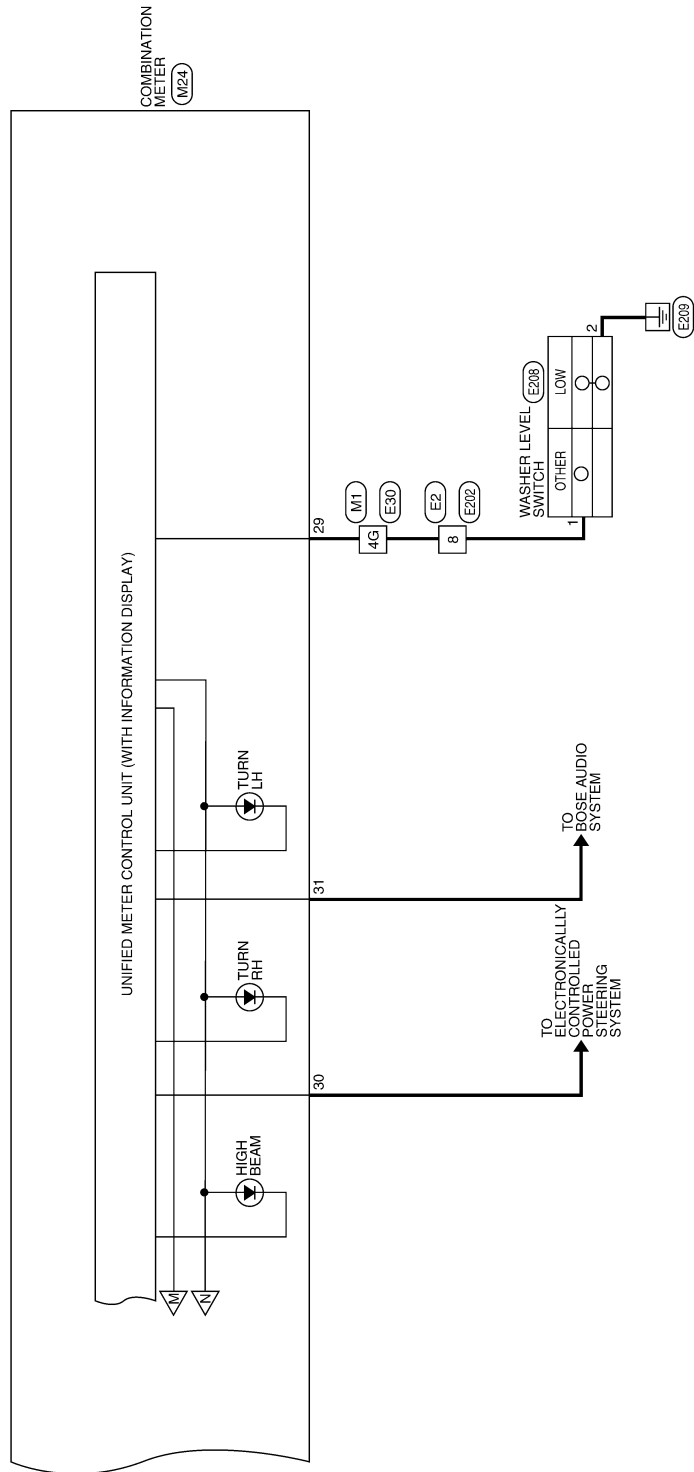 COMBINATION
METER
M24
UNIFIED METER CONTROL UNIT (WITH INFORMATION DISPLAY)
M
N
HIGH
BEAM
TURN
RH
TURN
LH
30
31
29
TO
ELECTRONICALLLY
CONTROLLED
POWER
STEERING
SYSTEM
TO
BOSE AUDIO
SYSTEM
4G
M1
E30
8
E2
E202
WASHER LEVEL
SWITCH
E208
OTHER
LOW
1
2
E209